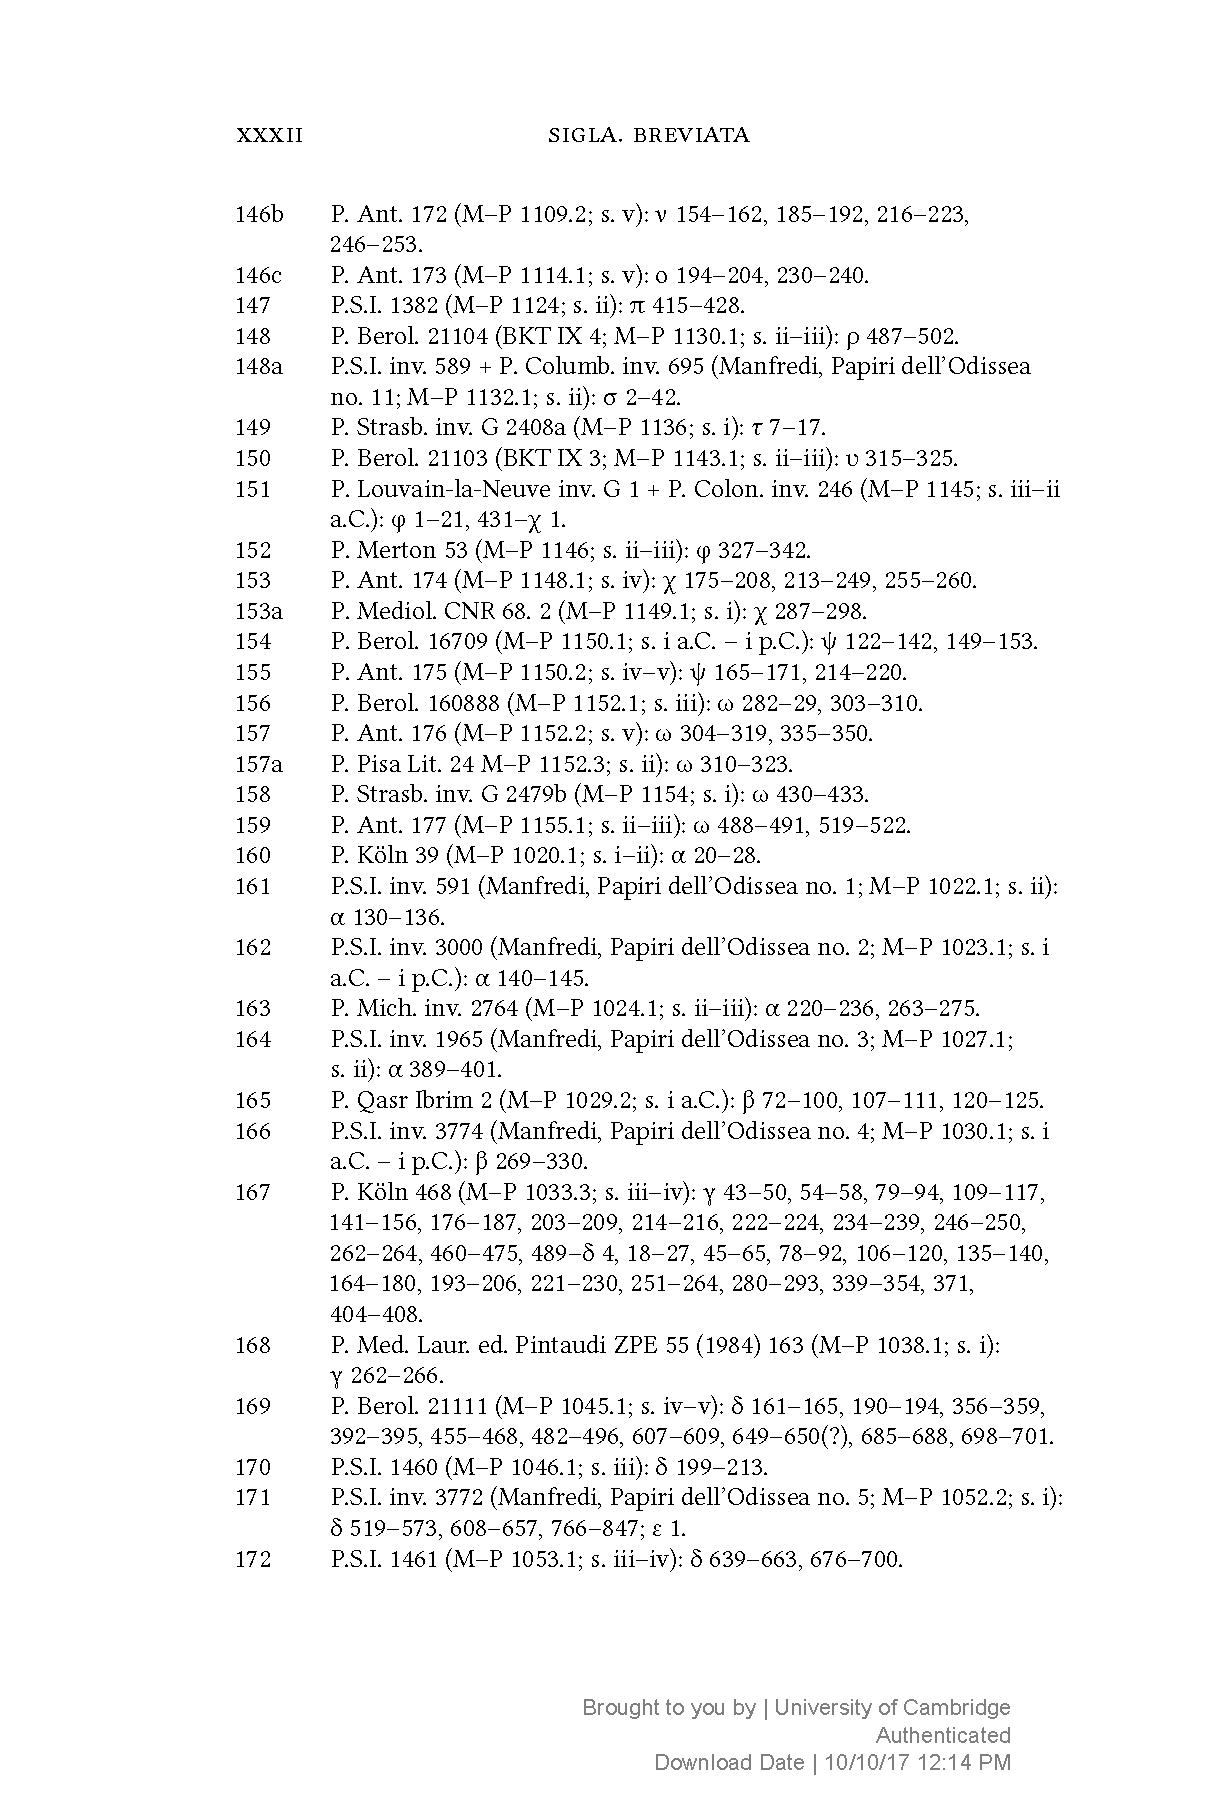 XXXII SIGLA. BREVIATA
146b P. Ant. 172 (M–P 1109.2; s. v): ν 154–162, 185–192, 216–223,
246–253.
146c P. Ant. 173 (M–P 1114.1; s. v): ο 194–204, 230–240.
147 P.S.I. 1382 (M–P 1124; s. ii): π 415–428.
148 P. Berol. 21104 (BKT IX 4; M–P 1130.1; s. ii–iii): ρ 487–502.
148a P.S.I. inv. 589 + P. Columb. inv. 695 (Manfredi, Papiri dell’Odissea
no. 11; M–P 1132.1; s. ii): σ 2–42.
149 P. Strasb. inv. G 2408a (M–P 1136; s. i): τ 7–17.
150 P. Berol. 21103 (BKT IX 3; M–P 1143.1; s. ii–iii): υ 315–325.
151 P. Louvain-la-Neuve inv. G 1 + P. Colon. inv. 246 (M–P 1145; s. iii–ii
a.C.): φ 1–21, 431–χ 1.
152 P. Merton 53 (M–P 1146; s. ii–iii): φ 327–342.
153 P. Ant. 174 (M–P 1148.1; s. iv): χ 175–208, 213–249, 255–260.
153a P. Mediol. CNR 68. 2 (M–P 1149.1; s. i): χ 287–298.
154 P. Berol. 16709 (M–P 1150.1; s. i a.C. – i p.C.): ψ 122–142, 149–153.
155 P. Ant. 175 (M–P 1150.2; s. iv–v): ψ 165–171, 214–220.
156 P. Berol. 160888 (M–P 1152.1; s. iii): ω 282–29, 303–310.
157 P. Ant. 176 (M–P 1152.2; s. v): ω 304–319, 335–350.
157a P. Pisa Lit. 24 M–P 1152.3; s. ii): ω 310–323.
158 P. Strasb. inv. G 2479b (M–P 1154; s. i): ω 430–433.
159 P. Ant. 177 (M–P 1155.1; s. ii–iii): ω 488–491, 519–522.
160 P. Köln 39 (M–P 1020.1; s. i–ii): α 20–28.
161 P.S.I. inv. 591 (Manfredi, Papiri dell’Odissea no. 1; M–P 1022.1; s. ii):
α 130–136.
162 P.S.I. inv. 3000 (Manfredi, Papiri dell’Odissea no. 2; M–P 1023.1; s. i
a.C. – i p.C.): α 140–145.
163 P. Mich. inv. 2764 (M–P 1024.1; s. ii–iii): α 220–236, 263–275.
164 P.S.I. inv. 1965 (Manfredi, Papiri dell’Odissea no. 3; M–P 1027.1;
s. ii): α 389–401.
165 P. Qasr Ibrim 2 (M–P 1029.2; s. i a.C.): β 72–100, 107–111, 120–125.
166 P.S.I. inv. 3774 (Manfredi, Papiri dell’Odissea no. 4; M–P 1030.1; s. i
a.C. – i p.C.): β 269–330.
167 P. Köln 468 (M–P 1033.3; s. iii–iv): γ 43–50, 54–58, 79–94, 109–117,
141–156, 176–187, 203–209, 214–216, 222–224, 234–239, 246–250,
262–264, 460–475, 489–δ 4, 18–27, 45–65, 78–92, 106–120, 135–140,
164–180, 193–206, 221–230, 251–264, 280–293, 339–354, 371,
404–408.
168 P. Med. Laur. ed. Pintaudi ZPE 55 (1984) 163 (M–P 1038.1; s. i):
γ 262–266.
169 P. Berol. 21111 (M–P 1045.1; s. iv–v): δ 161–165, 190–194, 356–359,
392–395, 455–468, 482–496, 607–609, 649–650(?), 685–688, 698–701.
170 P.S.I. 1460 (M–P 1046.1; s. iii): δ 199–213.
171 P.S.I. inv. 3772 (Manfredi, Papiri dell’Odissea no. 5; M–P 1052.2; s. i):
δ 519–573, 608–657, 766–847; ε 1.
172 P.S.I. 1461 (M–P 1053.1; s. iii–iv): δ 639–663, 676–700.
Brought to you by | University of Cambridge
Authenticated
Download Date | 10/10/17 12:14 PM